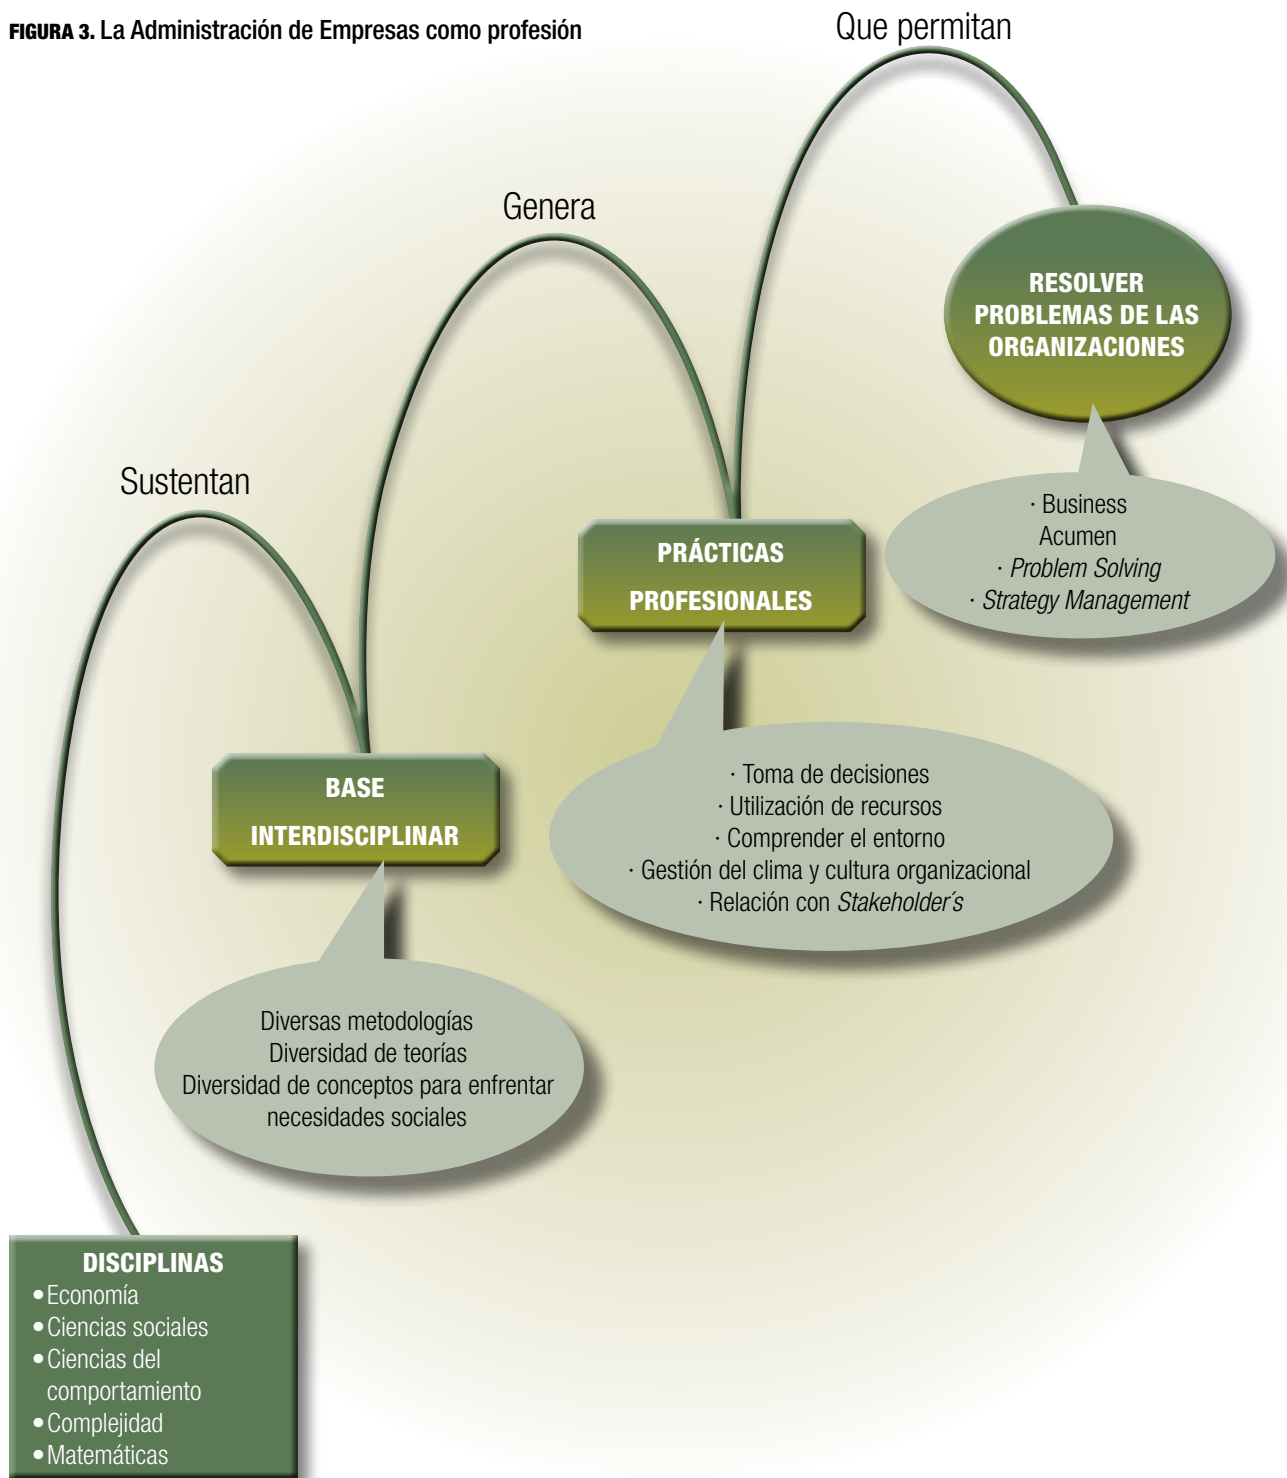 FIGURA 3. La Administración de Empresas como profesión
Que permitan
Genera
RESOLVER
PROBLEMAS DE LAS
ORGANIZACIONES
Sustentan
· Business
Acumen
· Problem Solving
· Strategy Management
PRÁCTICAS
PROFESIONALES
· Toma de decisiones
· Utilización de recursos
· Comprender el entorno
· Gestión del clima y cultura organizacional
· Relación con Stakeholder´s
BASE
INTERDISCIPLINAR
Diversas metodologías
Diversidad de teorías
Diversidad de conceptos para enfrentar
necesidades sociales
DISCIPLINAS
• Economía
• Ciencias sociales
• Ciencias del
comportamiento
• Complejidad
• Matemáticas